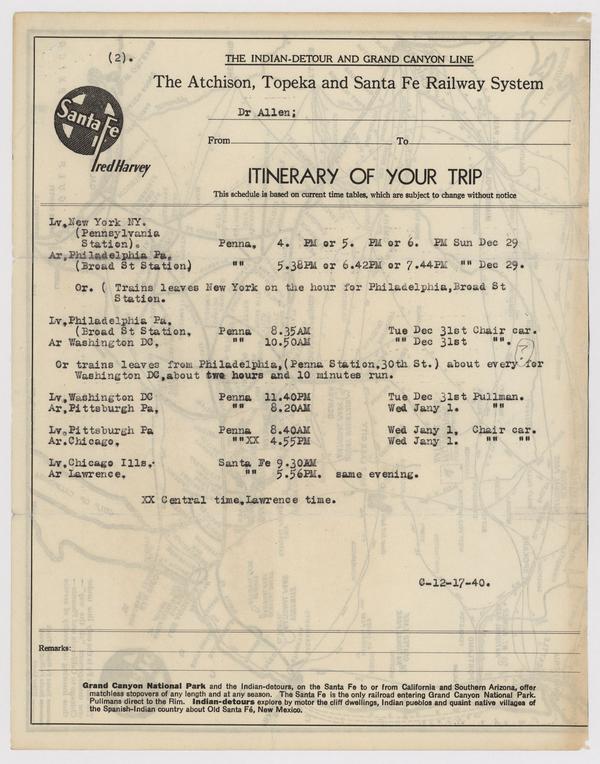 (2).
THE INDIAN-DETOUR AND GRAND CANYON LINE
The Atchison, Topeka and Santa Fe Railway System
Santa Fe
Fred Harvey
Dr Allen;
From To
ITINERARY OF YOUR TRIP
This schedule is based on current time tables, which are subject to change without notice
Lv,New York NY.
(Pennsylvania
Station). Penna, 4. PM or 5. PM or 6. PM Sun Dec 29
Ar,Philadelphia Pa.
(Broad St Station) "" 5.38PM or 6.42PM or 7.44PM "" Dec 29.
Or. ( Trains leaves New York on the hour for Philadelphia,Broad St
Station.
Lv,Philadelphia Pa.
(Broad St Station, Penna 8.35AM Tue Dec 31st Chair car.
Ar Washington DC, "" 10.50AM "" Dec 31st "".
Or trains leaves from Philadelphia,(Penna Station,30th St.) about every for
Washington DC,about two hours and 10 minutes run.
Lv,Washington DC Penna 11.40PM Tue Dec 31st Pullman.
Ar,Pittsburgh Pa, "" 8.20AM Wed Jany 1. ""
Lv,Pittsburgh Pa Penna 8.40AM Wed Jany 1, Chair car.
Ar.Chicago, ""XX 4.55PM Wed Jany 1. "" ""
Lv.Chicago Ills. Santa Fe 9.30AM
Ar Lawrence, "" 5.56PM. same evening.
XX Central time,Lawrence time.
C-12-17-40.
Remarks:
Grand Canyon National Park and the Indian-detours, on the Santa Fe to or from California and Southern Arizona, offer
matchless stopovers of any length and at any season. The Santa Fe is the only railroad entering Grand Canyon National Park.
Pullmans direct to the Rim. Indian-detours explore by motor the cliff dwellings, Indian pueblos and quaint native villages of
the Spanish-Indian country about Old Santa Fé, New Mexico.